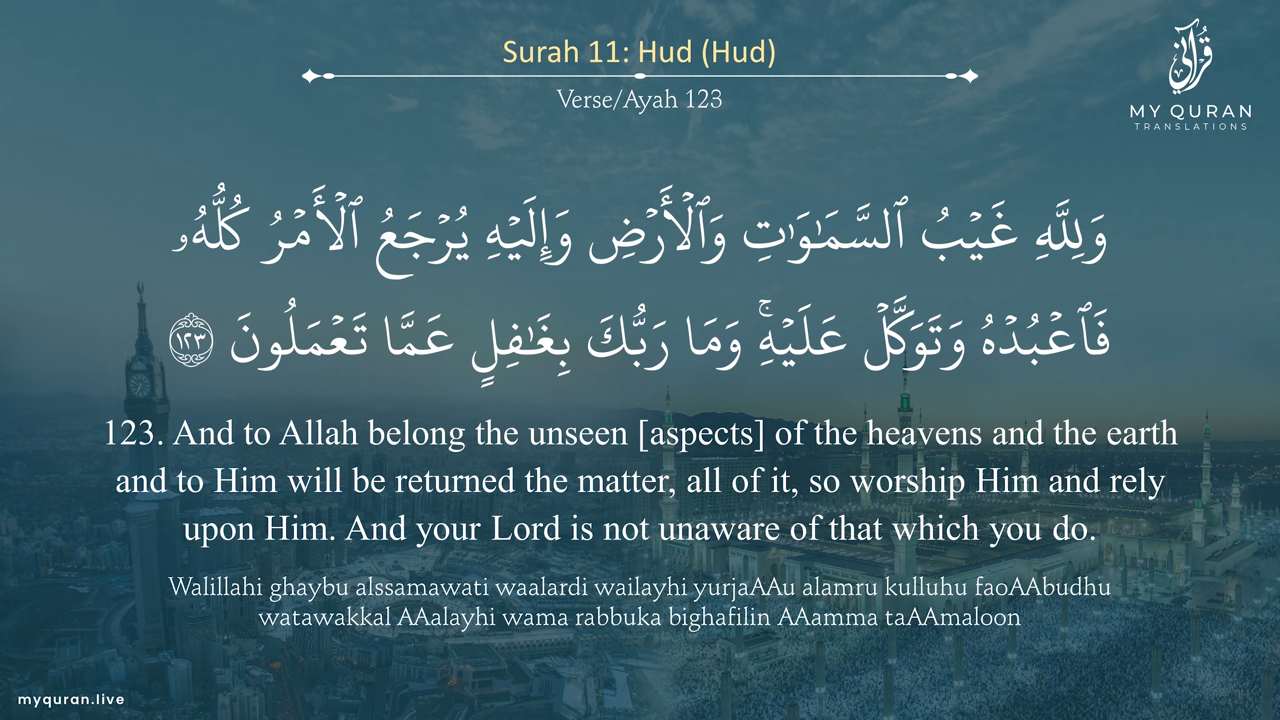 Surah 11: Hud (Hud)
Verse/Ayah 123
قرآني
MY QURAN
TRANSLATIONS
وَلِلَّهِ غَيْبُ ٱلسَّمَـٰوَٰتِ وَٱلْأَرْضِ وَإِلَيْهِ يُرْجَعُ ٱلْأَمْرُ كُلُّهُۥ
فَٱعْبُدْهُ وَتَوَكَّلْ عَلَيْهِ ۚ وَمَا رَبُّكَ بِغَـٰفِلٍ عَمَّا تَعْمَلُونَ ١٢٣
123. And to Allah belong the unseen [aspects] of the heavens and the earth
and to Him will be returned the matter, all of it, so worship Him and rely
upon Him. And your Lord is not unaware of that which you do.
Walillahi ghaybu alssamawati waalardi wailayhi yurjaAAu alamru kulluhu faoAAbudhu
watawakkal AAalayhi wama rabbuka bighafilin AAamma taAAmaloon
myquran.live